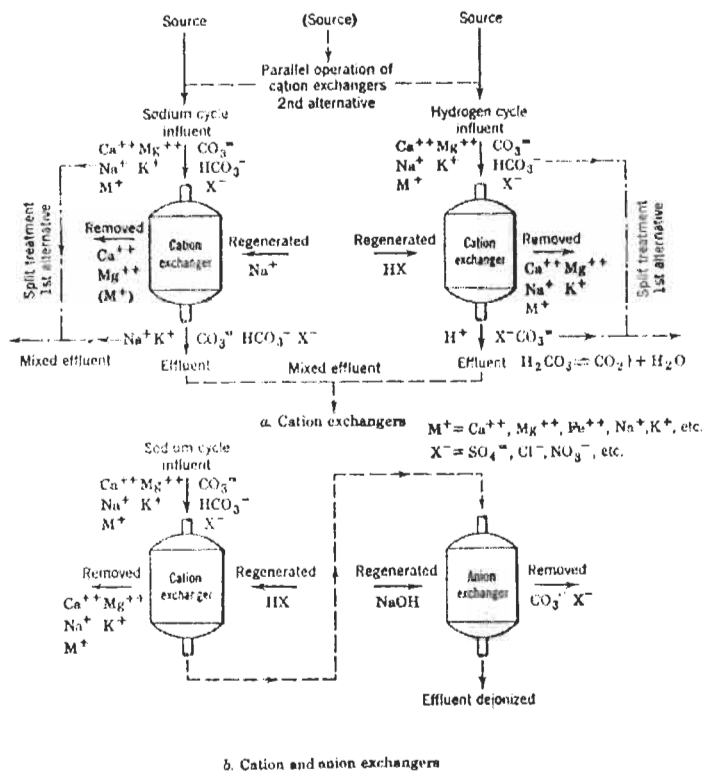 Source
(Source)
Source
Parallel operation of
cation exchangers
2nd alternative
Sodium cycle
influent
Ca⁺⁺ Mg⁺⁺ CO₃⁼
Na⁺ K⁺ HCO₃⁻
M⁺ X⁻
Hydrogen cycle
influent
Ca⁺⁺ Mg⁺⁺ CO₃⁼
Na⁺ K⁺ HCO₃⁻
M⁺ X⁻
Split treatment
1st alternative
Removed
Ca⁺⁺
Mg⁺⁺
(M⁺)
Cation
exchanger
Regenerated
Na⁺
Regenerated
HX
Cation
exchanger
Removed
Ca⁺⁺ Mg⁺⁺
Na⁺ K⁺
M⁺
Split treatment
1st alternative
Na⁺K⁺ CO₃⁼ HCO₃⁻ X⁻
H⁺ X⁻CO₃⁼
Mixed effluent
Effluent
Mixed effluent
Effluent
H₂CO₃ = CO₂) + H₂O
a. Cation exchangers
M⁺ = Ca⁺⁺, Mg⁺⁺, Fe⁺⁺, Na⁺, K⁺, etc.
X⁻ = SO₄⁼, Cl⁻, NO₃⁻, etc.
Sodium cycle
influent
Ca⁺⁺ Mg⁺⁺ CO₃⁼
Na⁺ K⁺ HCO₃⁻
M⁺ X⁻
Removed
Ca⁺⁺ Mg⁺⁺
Na⁺ K⁺
M⁺
Cation
exchanger
Regenerated
HX
Regenerated
NaOH
Anion
exchanger
Removed
CO₃⁼ X⁻
Effluent dejonized
b. Cation and anion exchangers